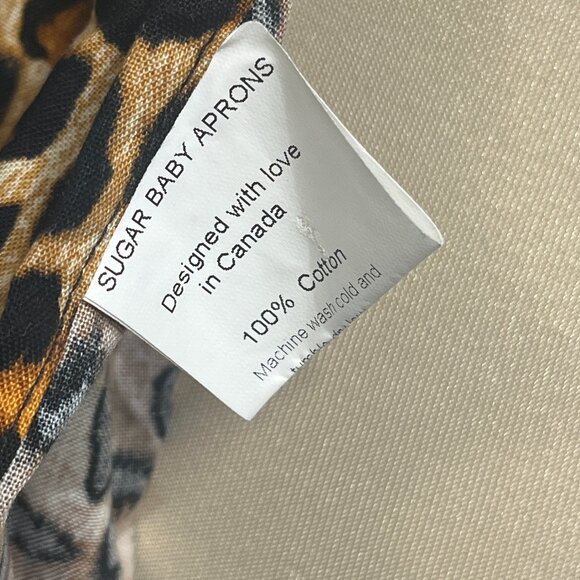 SUGAR BABY APRONS
Designed with love
in Canada
100% Cotton
Machine wash cold and